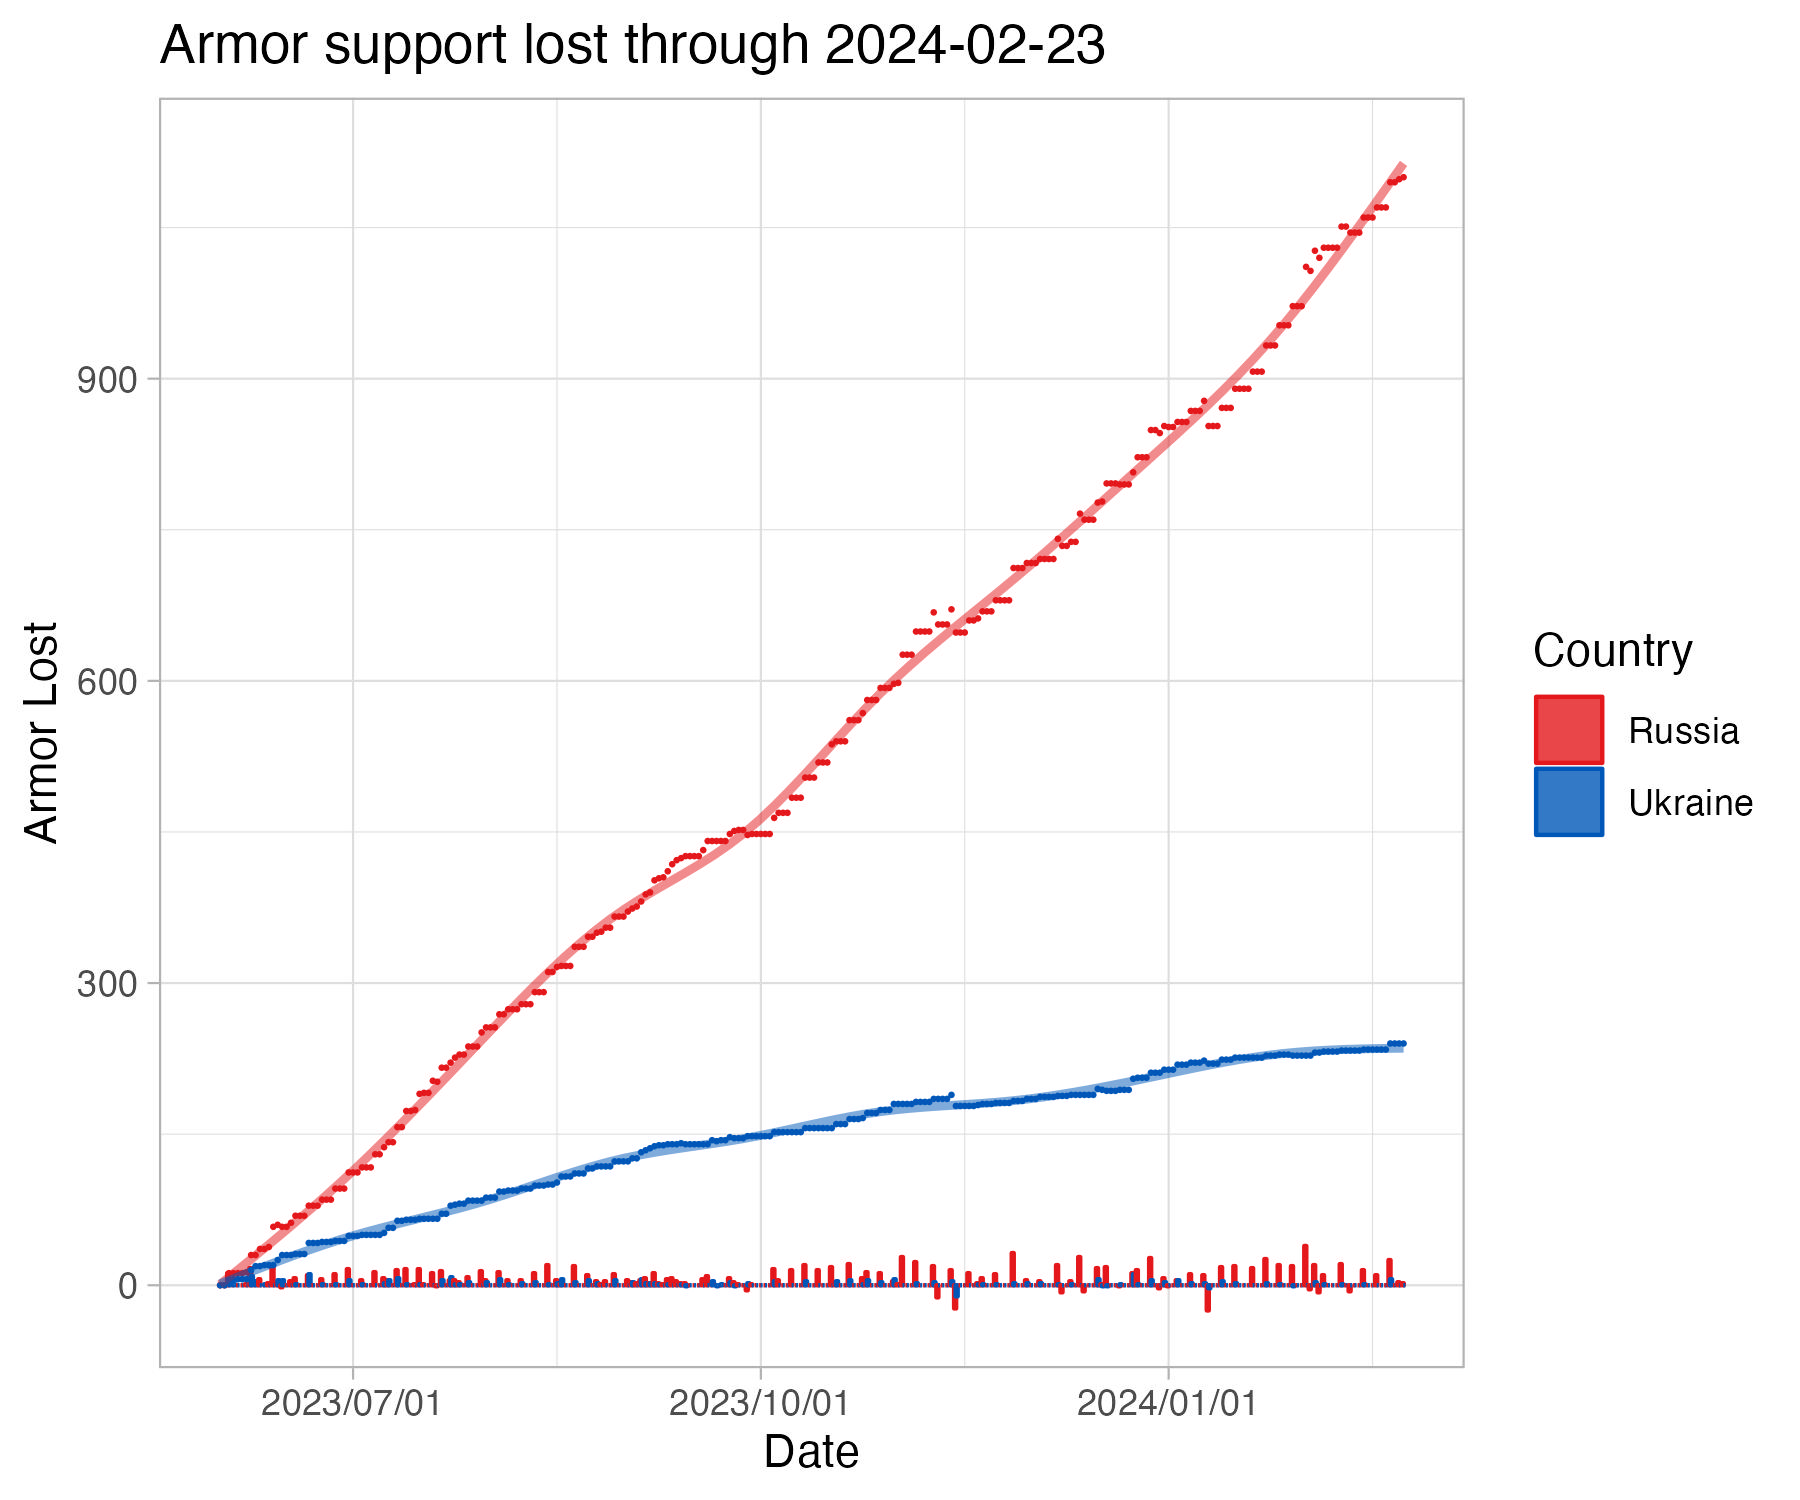 Armor support lost through 2024-02-23
Armor Lost
900
600
300
0
2023/07/01
2023/10/01
2024/01/01
Date
Country
Russia
Ukraine